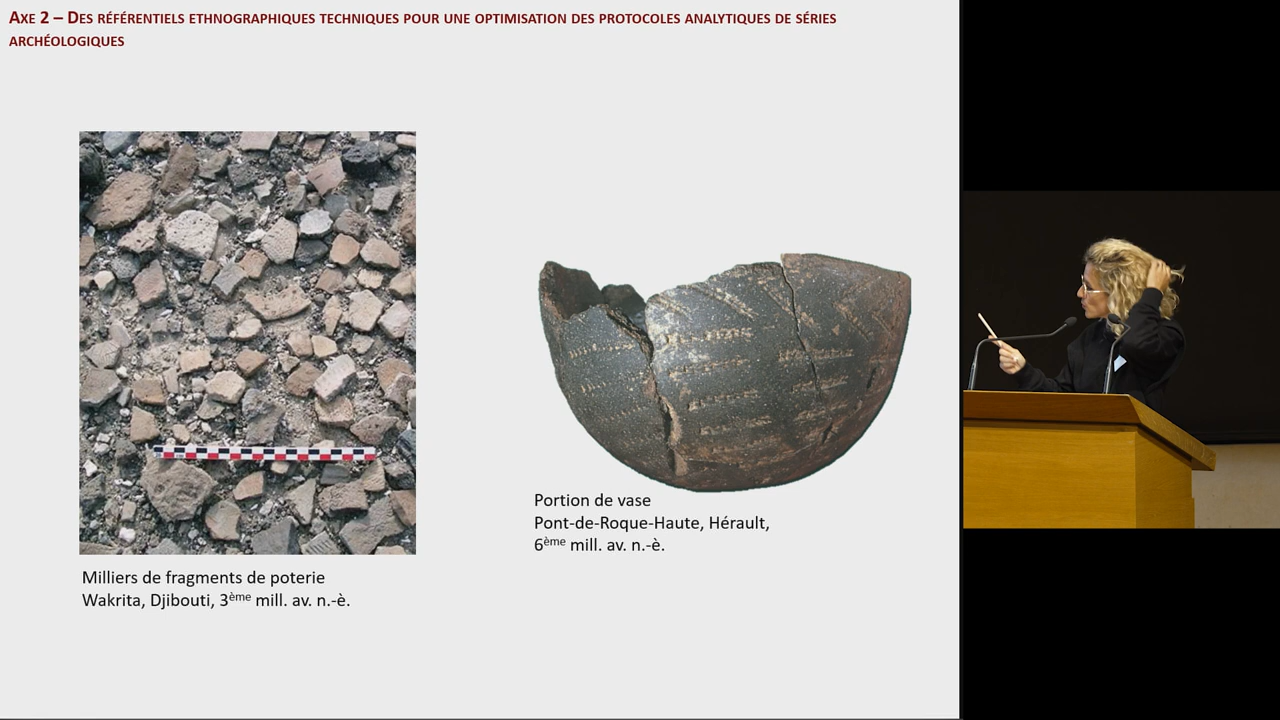 Axe 2 – Des référentiels ethnographiques techniques pour une optimisation des protocoles analytiques de séries
archéologiques
Milliers de fragments de poterie
Wakrita, Djibouti, 3ème mill. av. n.-è.
Portion de vase
Pont-de-Roque-Haute, Hérault,
6ème mill. av. n.-è.